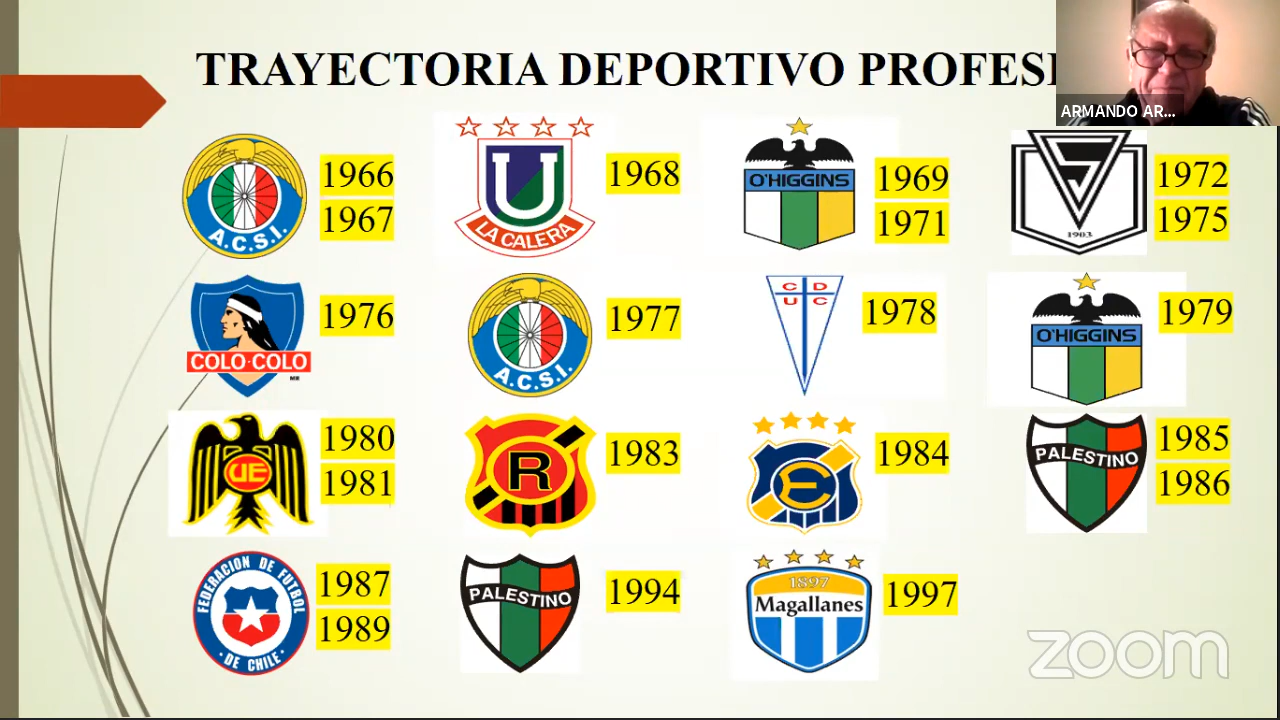 TRAYECTORIA DEPORTIVO PROFESI
ARMANDO AR...
A.C.S.I.
1966
1967
U
LA CALERA
1968
O'HIGGINS
1969
1971
1903
1972
1975
COLO·COLO
MR
1976
A.C.S.I.
1977
C D
U C
1978
O'HIGGINS
1979
UE
1980
1981
R
1983
E
1984
PALESTINO
1985
1986
FEDERACION DE FUTBOL
· DE CHILE ·
1987
1989
PALESTINO
1994
1897
Magallanes
1997
zoom